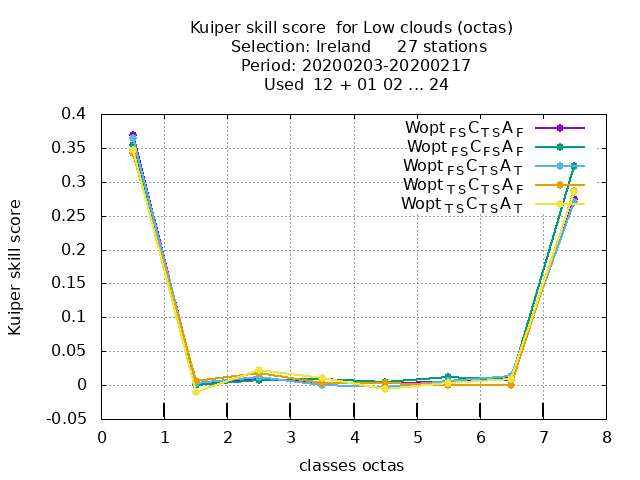 Kuiper skill score  for Low clouds (octas)
Selection: Ireland     27 stations
Period: 20200203-20200217
Used  12 + 01 02 ... 24
Wopt FS C TS A F
Wopt FS C FS A F
Wopt FS C TS A T
Wopt TS C TS A F
Wopt TS C TS A T
Kuiper skill score
0.4
0.35
0.3
0.25
0.2
0.15
0.1
0.05
0
-0.05
0 1 2 3 4 5 6 7 8
classes octas